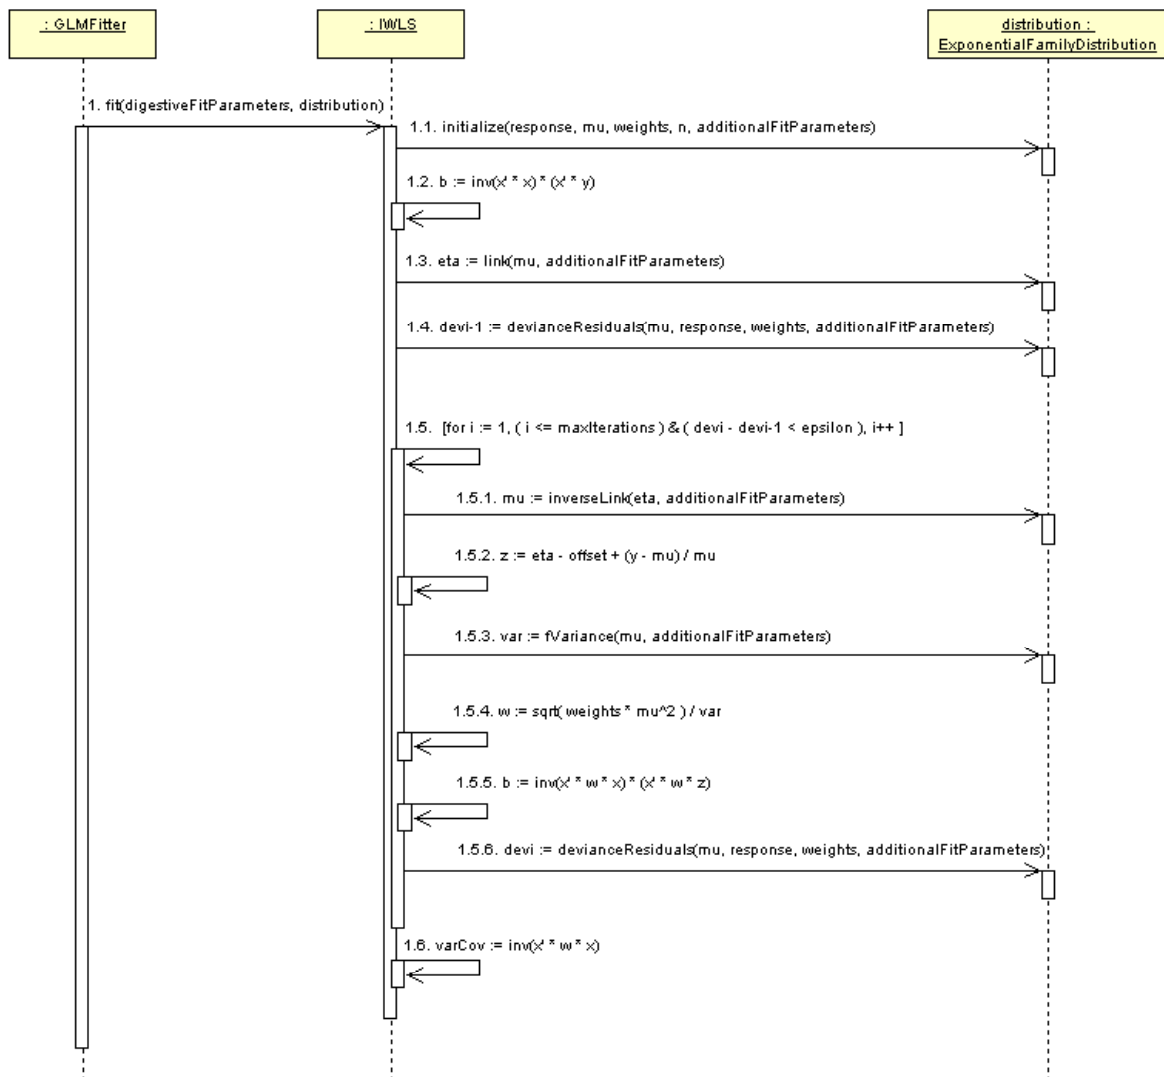 : GLMFitter
: IWLS
distribution :
ExponentialFamilyDistribution
1. fit(digestiveFitParameters, distribution)
1.1. initialize(response, mu, weights, n, additionalFitParameters)
1.2. b := inv(x' * x) * (x' * y)
1.3. eta := link(mu, additionalFitParameters)
1.4. devi-1 := devianceResiduals(mu, response, weights, additionalFitParameters)
1.5. [for i := 1, ( i <= maxIterations ) & ( devi - devi-1 < epsilon ), i++ ]
1.5.1. mu := inverseLink(eta, additionalFitParameters)
1.5.2. z := eta - offset + (y - mu) / mu
1.5.3. var := fVariance(mu, additionalFitParameters)
1.5.4. w := sqrt( weights * mu^2 ) / var
1.5.5. b := inv(x' * w * x) * (x' * w * z)
1.5.6. devi := devianceResiduals(mu, response, weights, additionalFitParameters)
1.6. varCov := inv(x' * w * x)